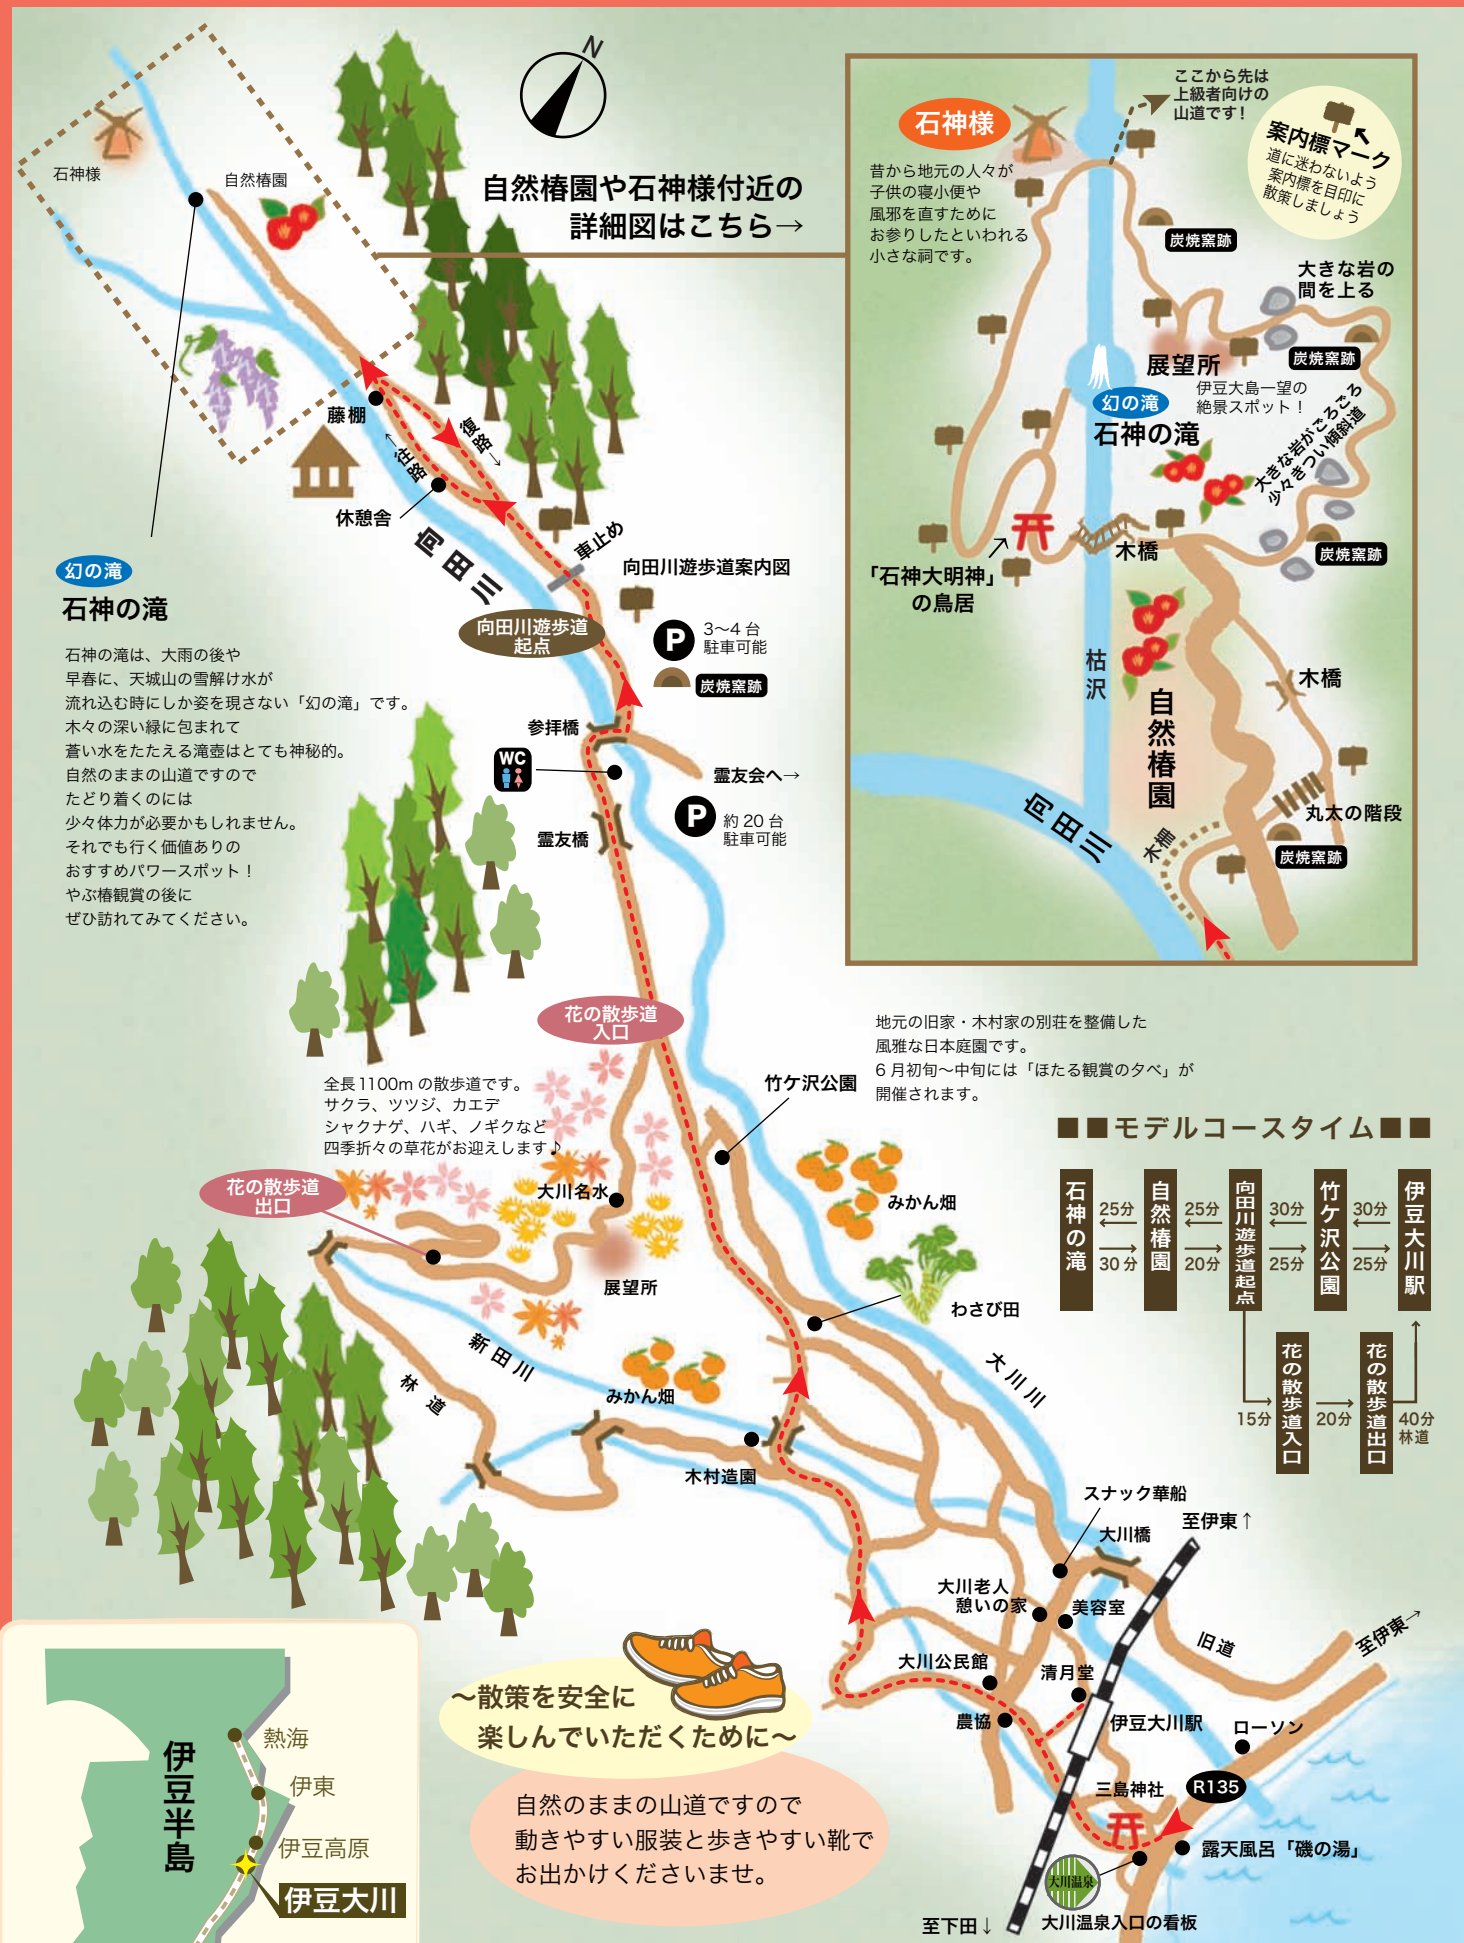 N
石神様
自然椿園
自然椿園や石神様付近の
詳細図はこちら→
藤棚
←往路
復路→
休憩舎
向田川
車止め
向田川遊歩道案内図
向田川遊歩道
起点
P
3〜4 台
駐車可能
炭焼窯跡
参拝橋
WC
霊友会へ→
P
約 20 台
駐車可能
霊友橋
幻の滝
石神の滝
石神の滝は、大雨の後や
早春に、天城山の雪解け水が
流れ込む時にしか姿を現さない「幻の滝」です。
木々の深い緑に包まれて
蒼い水をたたえる滝壺はとても神秘的。
自然のままの山道ですので
たどり着くのには
少々体力が必要かもしれません。
それでも行く価値ありの
おすすめパワースポット！
やぶ椿観賞の後に
ぜひ訪れてみてください。
石神様
昔から地元の人々が
子供の寝小便や
風邪を直すために
お参りしたといわれる
小さな祠です。
ここから先は
上級者向けの
山道です！
案内標マーク
道に迷わないよう
案内標を目印に
散策しましょう
炭焼窯跡
大きな岩の
間を上る
炭焼窯跡
展望所
伊豆大島一望の
絶景スポット！
幻の滝
石神の滝
大きな岩がごろごろ
少々きつい傾斜道
木橋
炭焼窯跡
「石神大明神」
の鳥居
枯沢
自然椿園
木橋
丸太の階段
炭焼窯跡
木柵
向田川
花の散歩道
入口
全長1100m の散歩道です。
サクラ、ツツジ、カエデ
シャクナゲ、ハギ、ノギクなど
四季折々の草花がお迎えします♪
地元の旧家・木村家の別荘を整備した
風雅な日本庭園です。
6 月初旬〜中旬には「ほたる観賞の夕べ」が
開催されます。
竹ケ沢公園
花の散歩道
出口
大川名水
展望所
みかん畑
わさび田
新田川
林道
みかん畑
木村造園
大川川
■■モデルコースタイム■■
石神の滝
25分
30 分
自然椿園
25分
20分
向田川遊歩道起点
30分
25分
竹ケ沢公園
30分
25分
伊豆大川駅
15分
花の散歩道入口
20分
花の散歩道出口
40分
林道
スナック華船
大川橋
至伊東↑
大川老人
憩いの家
美容室
旧道
至伊東→
大川公民館
清月堂
農協
伊豆大川駅
ローソン
三島神社
R135
露天風呂「磯の湯」
大川温泉
大川温泉入口の看板
至下田↓
〜散策を安全に
楽しんでいただくために〜
自然のままの山道ですので
動きやすい服装と歩きやすい靴で
お出かけくださいませ。
伊豆半島
熱海
伊東
伊豆高原
伊豆大川